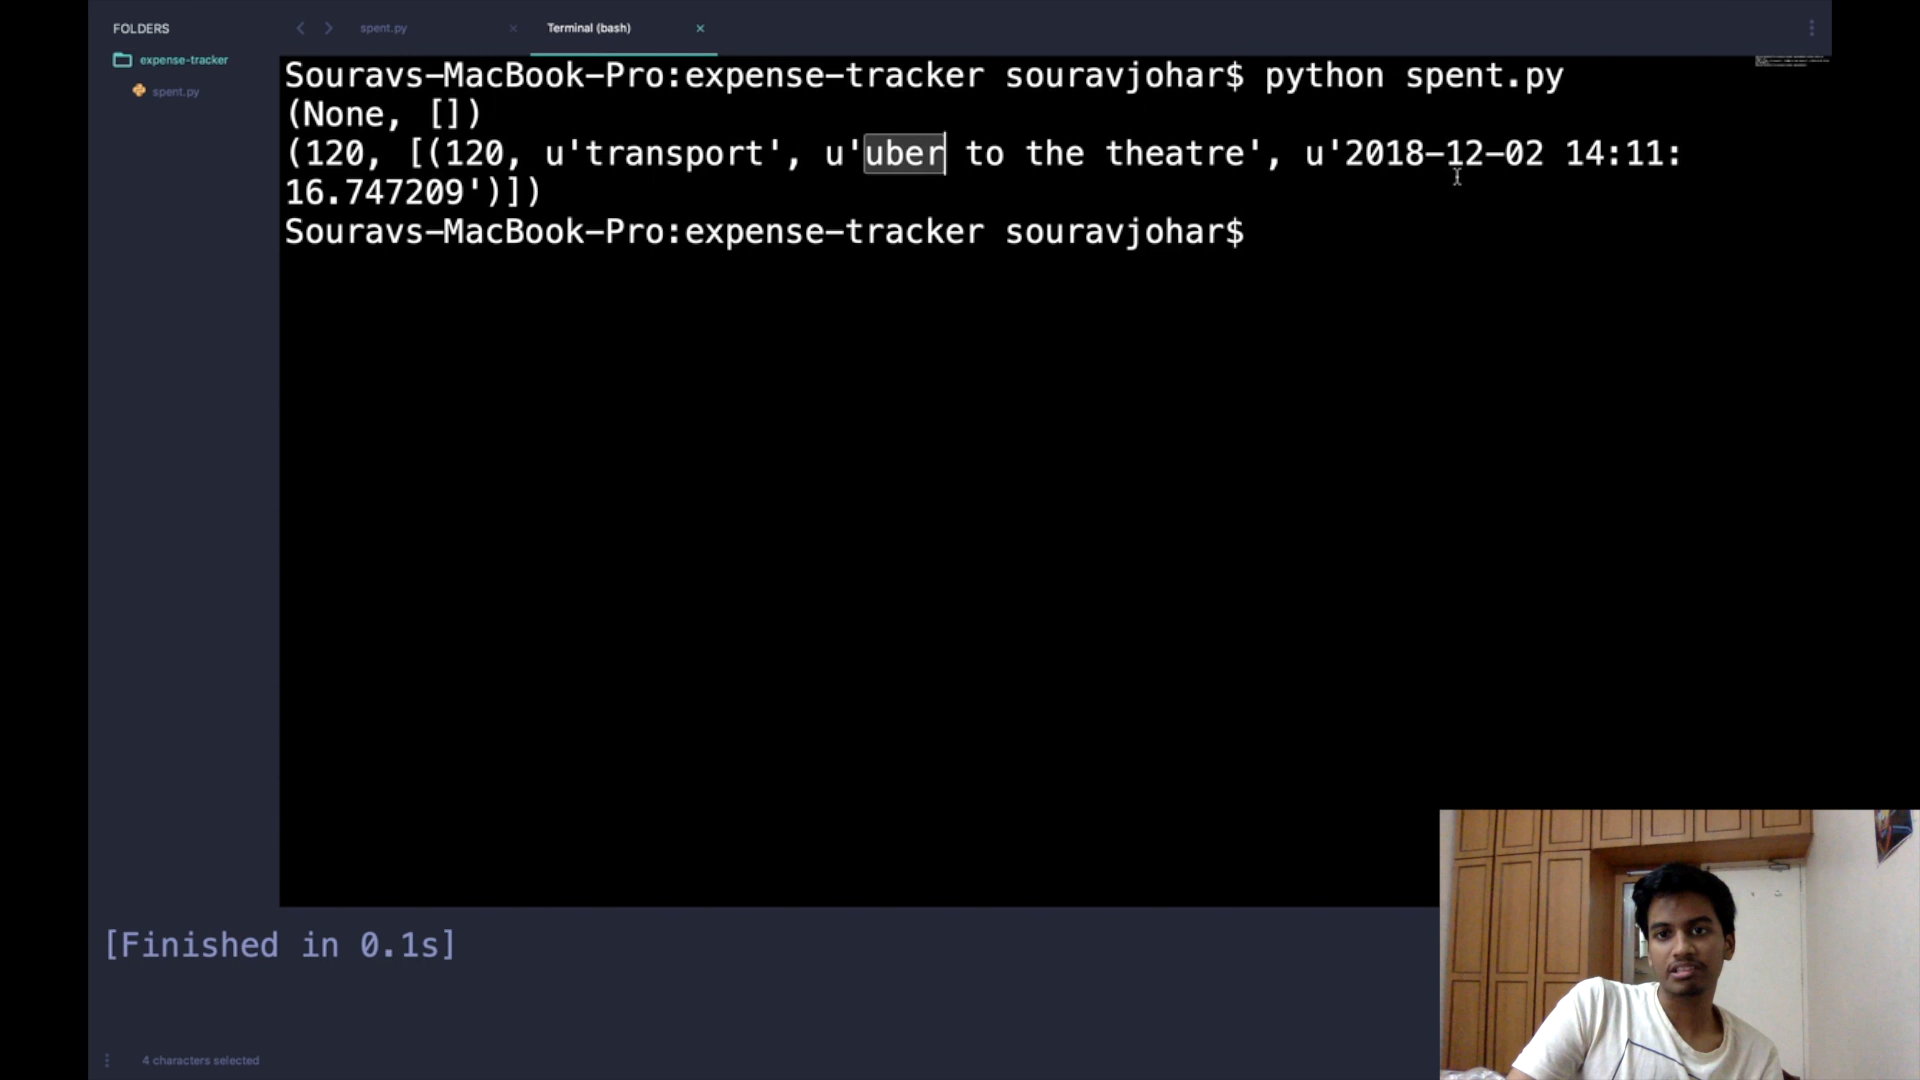 FOLDERS
expense-tracker
spent.py
spent.py
Terminal (bash)
Souravs-MacBook-Pro:expense-tracker souravjohar$ python spent.py
(None, [])
(120, [(120, u'transport', u'uber to the theatre', u'2018-12-02 14:11:
16.747209')])
Souravs-MacBook-Pro:expense-tracker souravjohar$
[Finished in 0.1s]
4 characters selected